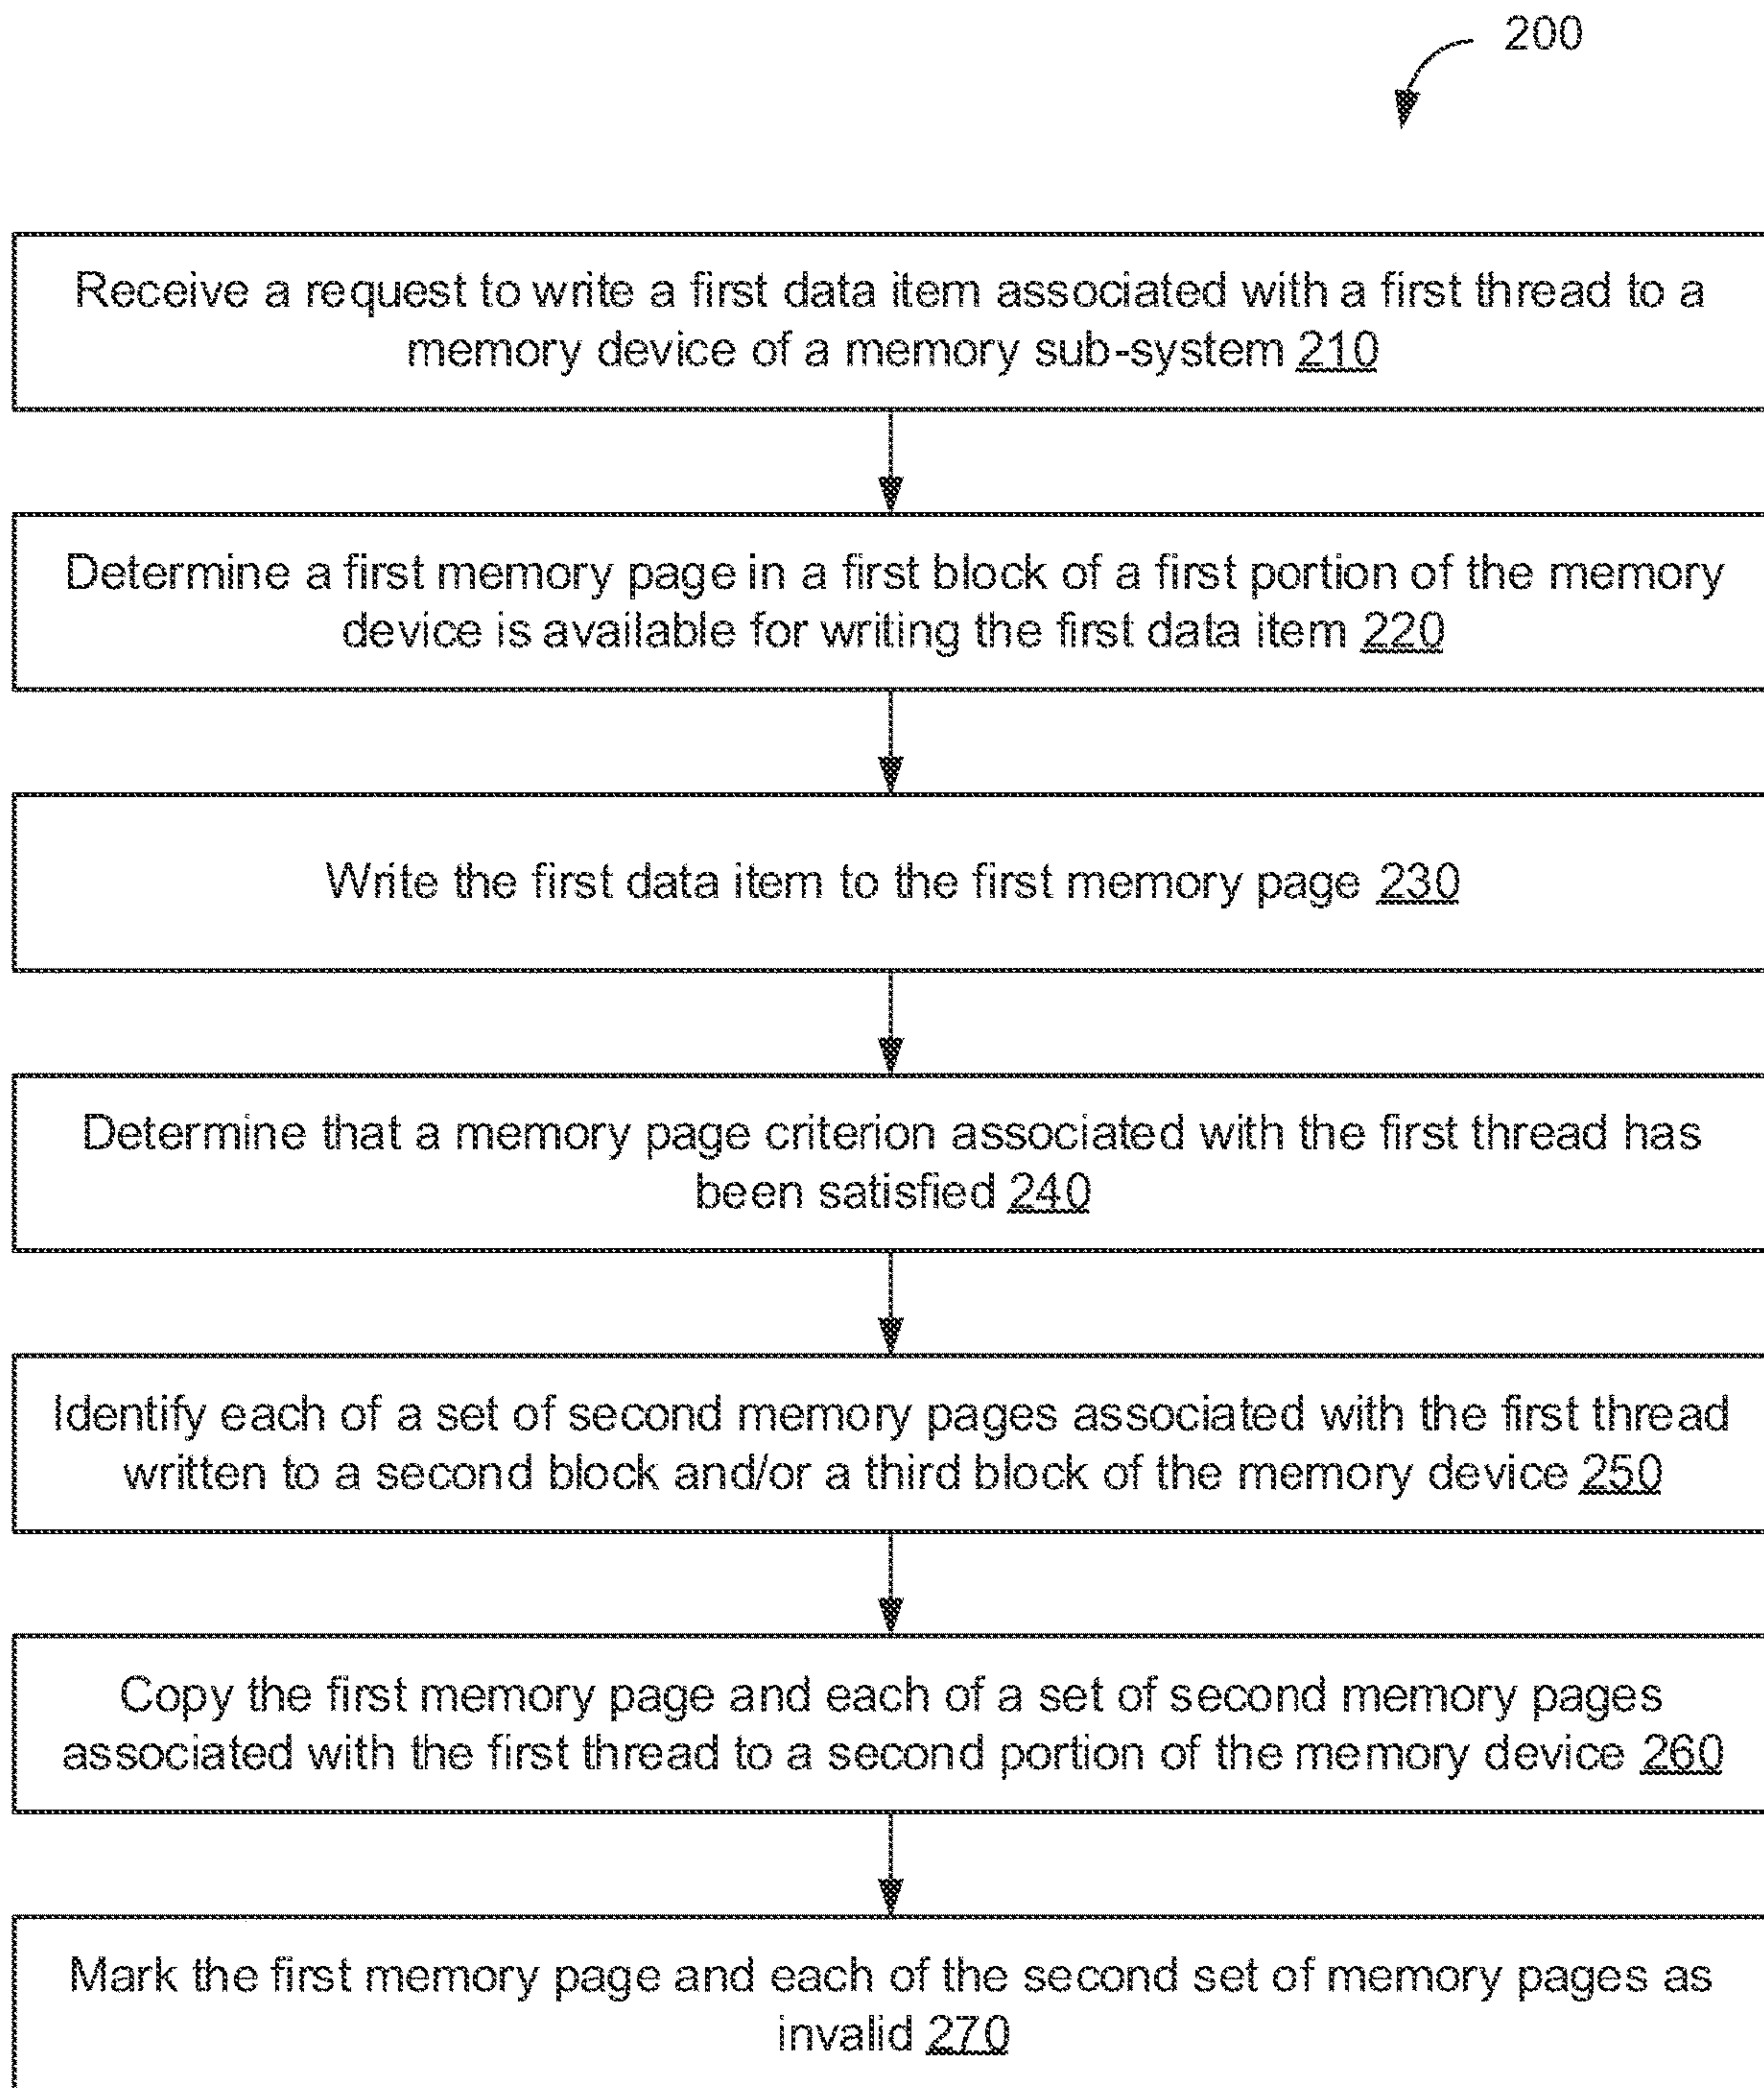 200
Receive a request to write a first data item associated with a first thread to a
memory device of a memory sub-system 210
Determine a first memory page in a first block of a first portion of the memory
device is available for writing the first data item 220
Write the first data item to the first memory page 230
Determine that a memory page criterion associated with the first thread has
been satisfied 240
Identify each of a set of second memory pages associated with the first thread
written to a second block and/or a third block of the memory device 250
Copy the first memory page and each of a set of second memory pages
associated with the first thread to a second portion of the memory device 260
Mark the first memory page and each of the second set of memory pages as
invalid 270